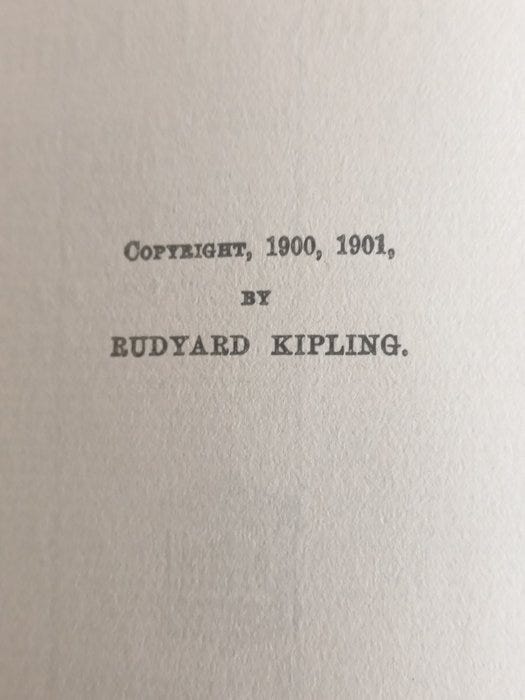 Copyright, 1900, 1901,
BY
RUDYARD KIPLING.